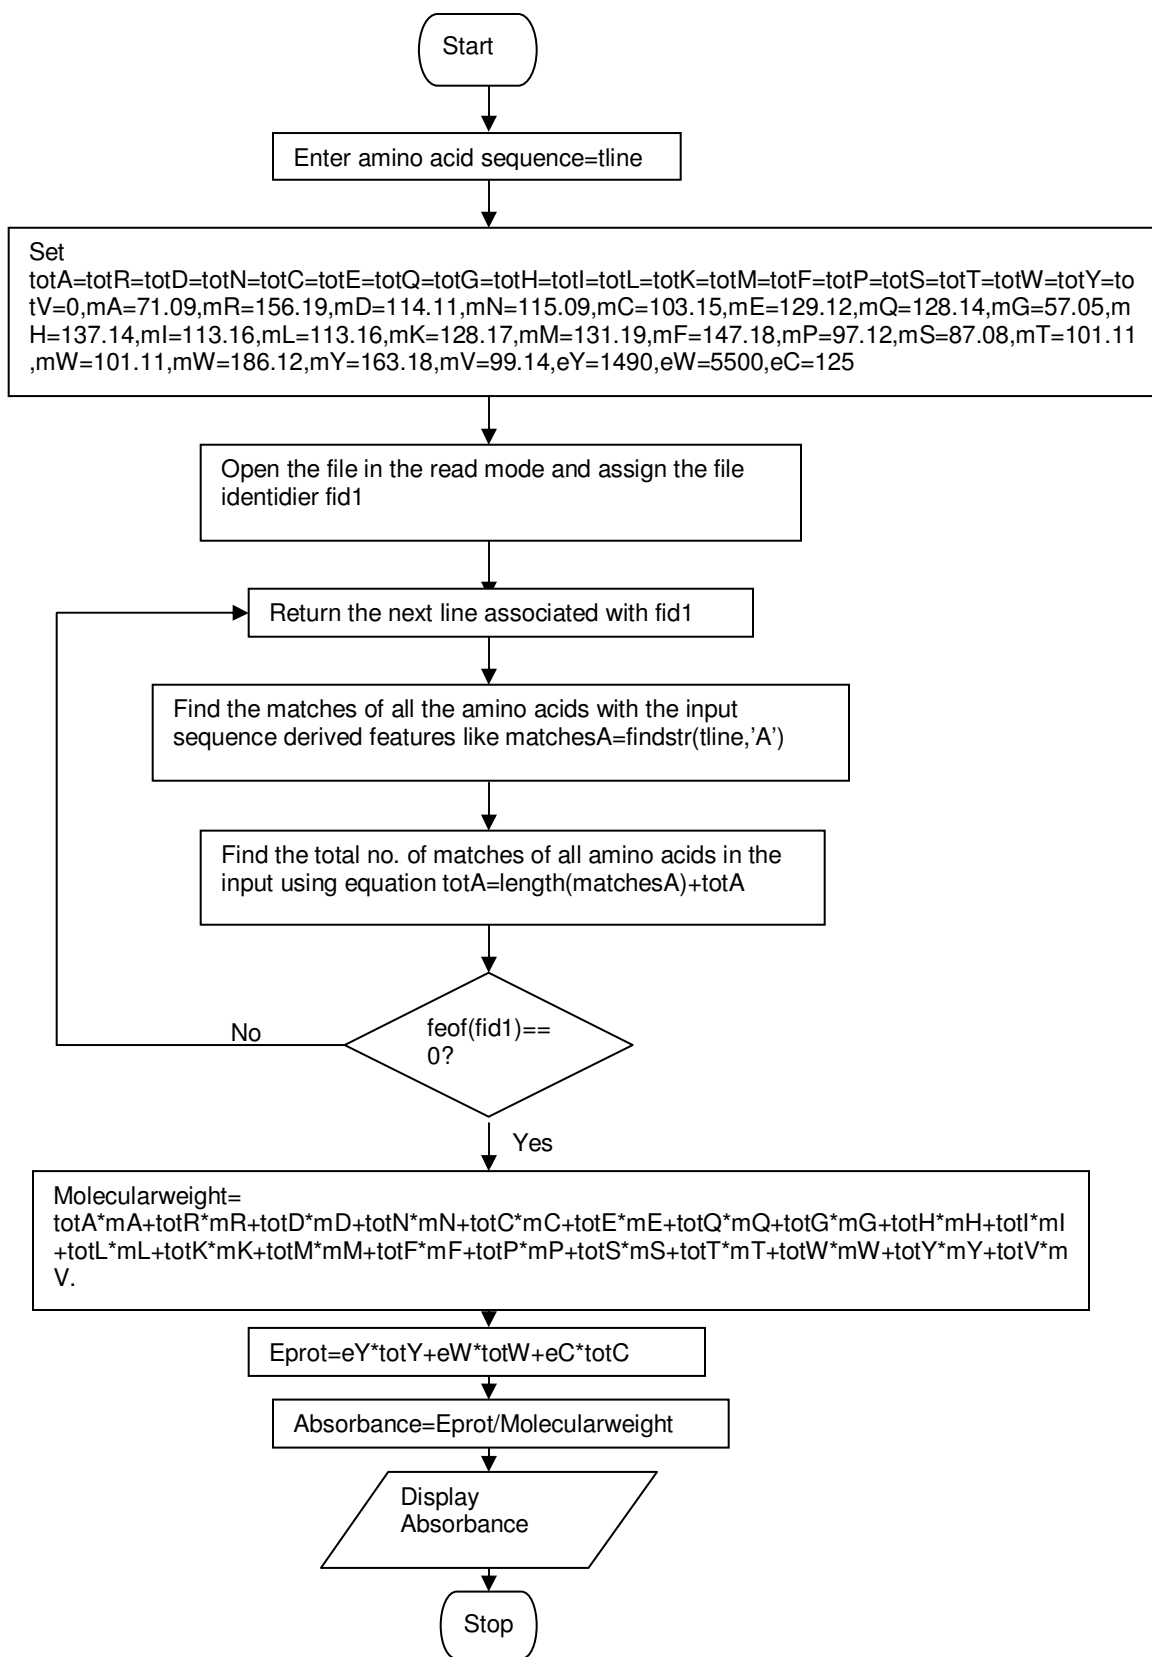 Start
Enter amino acid sequence=tline
Set
totA=totR=totD=totN=totC=totE=totQ=totG=totH=totI=totL=totK=totM=totF=totP=totS=totT=totW=totY=to
tV=0,mA=71.09,mR=156.19,mD=114.11,mN=115.09,mC=103.15,mE=129.12,mQ=128.14,mG=57.05,m
H=137.14,mI=113.16,mL=113.16,mK=128.17,mM=131.19,mF=147.18,mP=97.12,mS=87.08,mT=101.11
,mW=101.11,mW=186.12,mY=163.18,mV=99.14,eY=1490,eW=5500,eC=125
Open the file in the read mode and assign the file
identidier fid1
Return the next line associated with fid1
Find the matches of all the amino acids with the input
sequence derived features like matchesA=findstr(tline,'A')
Find the total no. of matches of all amino acids in the
input using equation totA=length(matchesA)+totA
feof(fid1)==
0?
No
Yes
Molecularweight=
totA*mA+totR*mR+totD*mD+totN*mN+totC*mC+totE*mE+totQ*mQ+totG*mG+totH*mH+totI*mI
+totL*mL+totK*mK+totM*mM+totF*mF+totP*mP+totS*mS+totT*mT+totW*mW+totY*mY+totV*m
V.
Eprot=eY*totY+eW*totW+eC*totC
Absorbance=Eprot/Molecularweight
Display
Absorbance
Stop